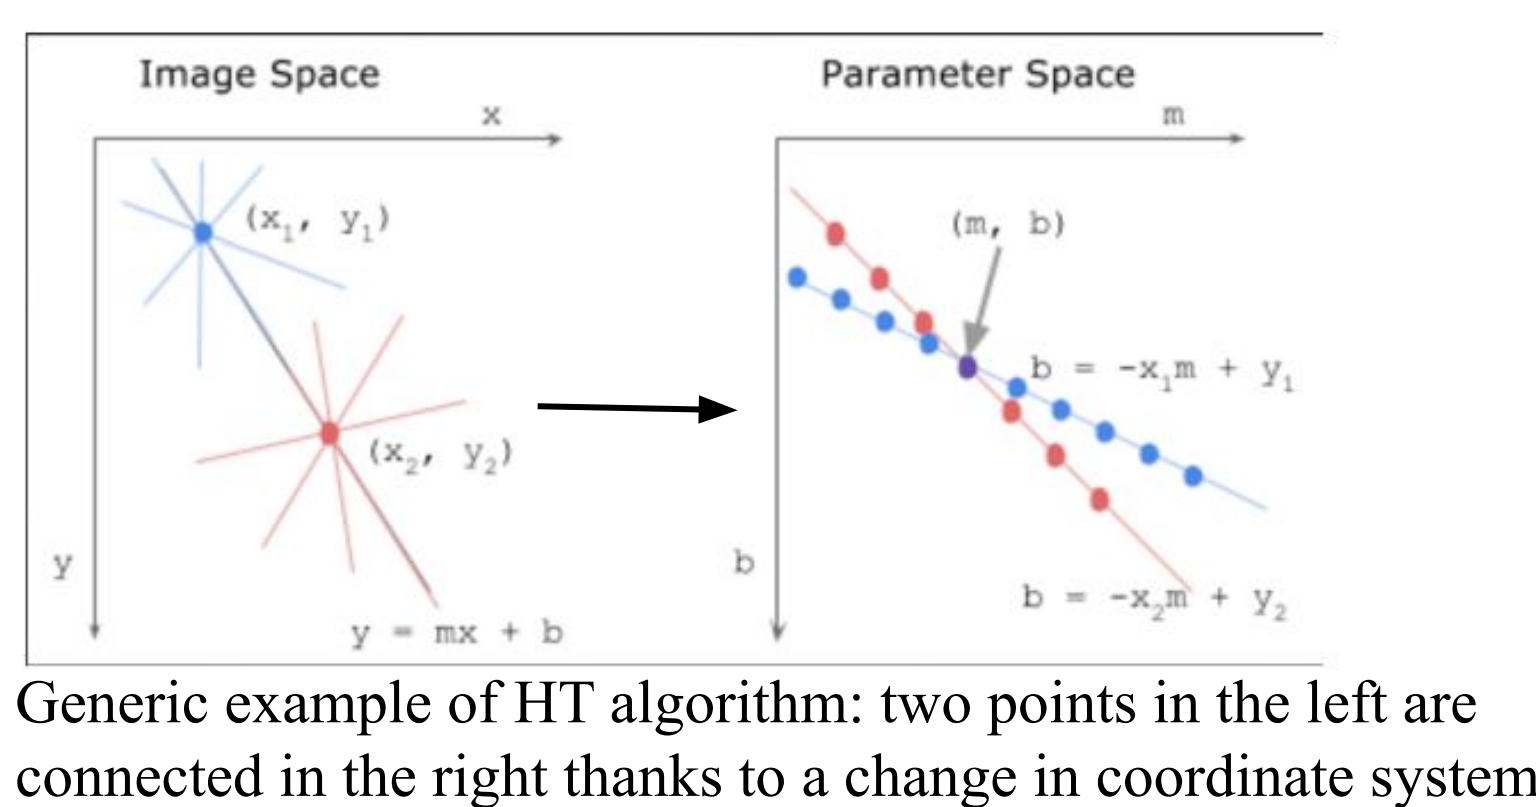 Image Space
Parameter Space
x
m
(x₁, y₁)
(m, b)
b = -x₁m + y₁
(x₂, y₂)
y
b
b = -x₂m + y₂
y = mx + b
Generic example of HT algorithm: two points in the left are
connected in the right thanks to a change in coordinate system